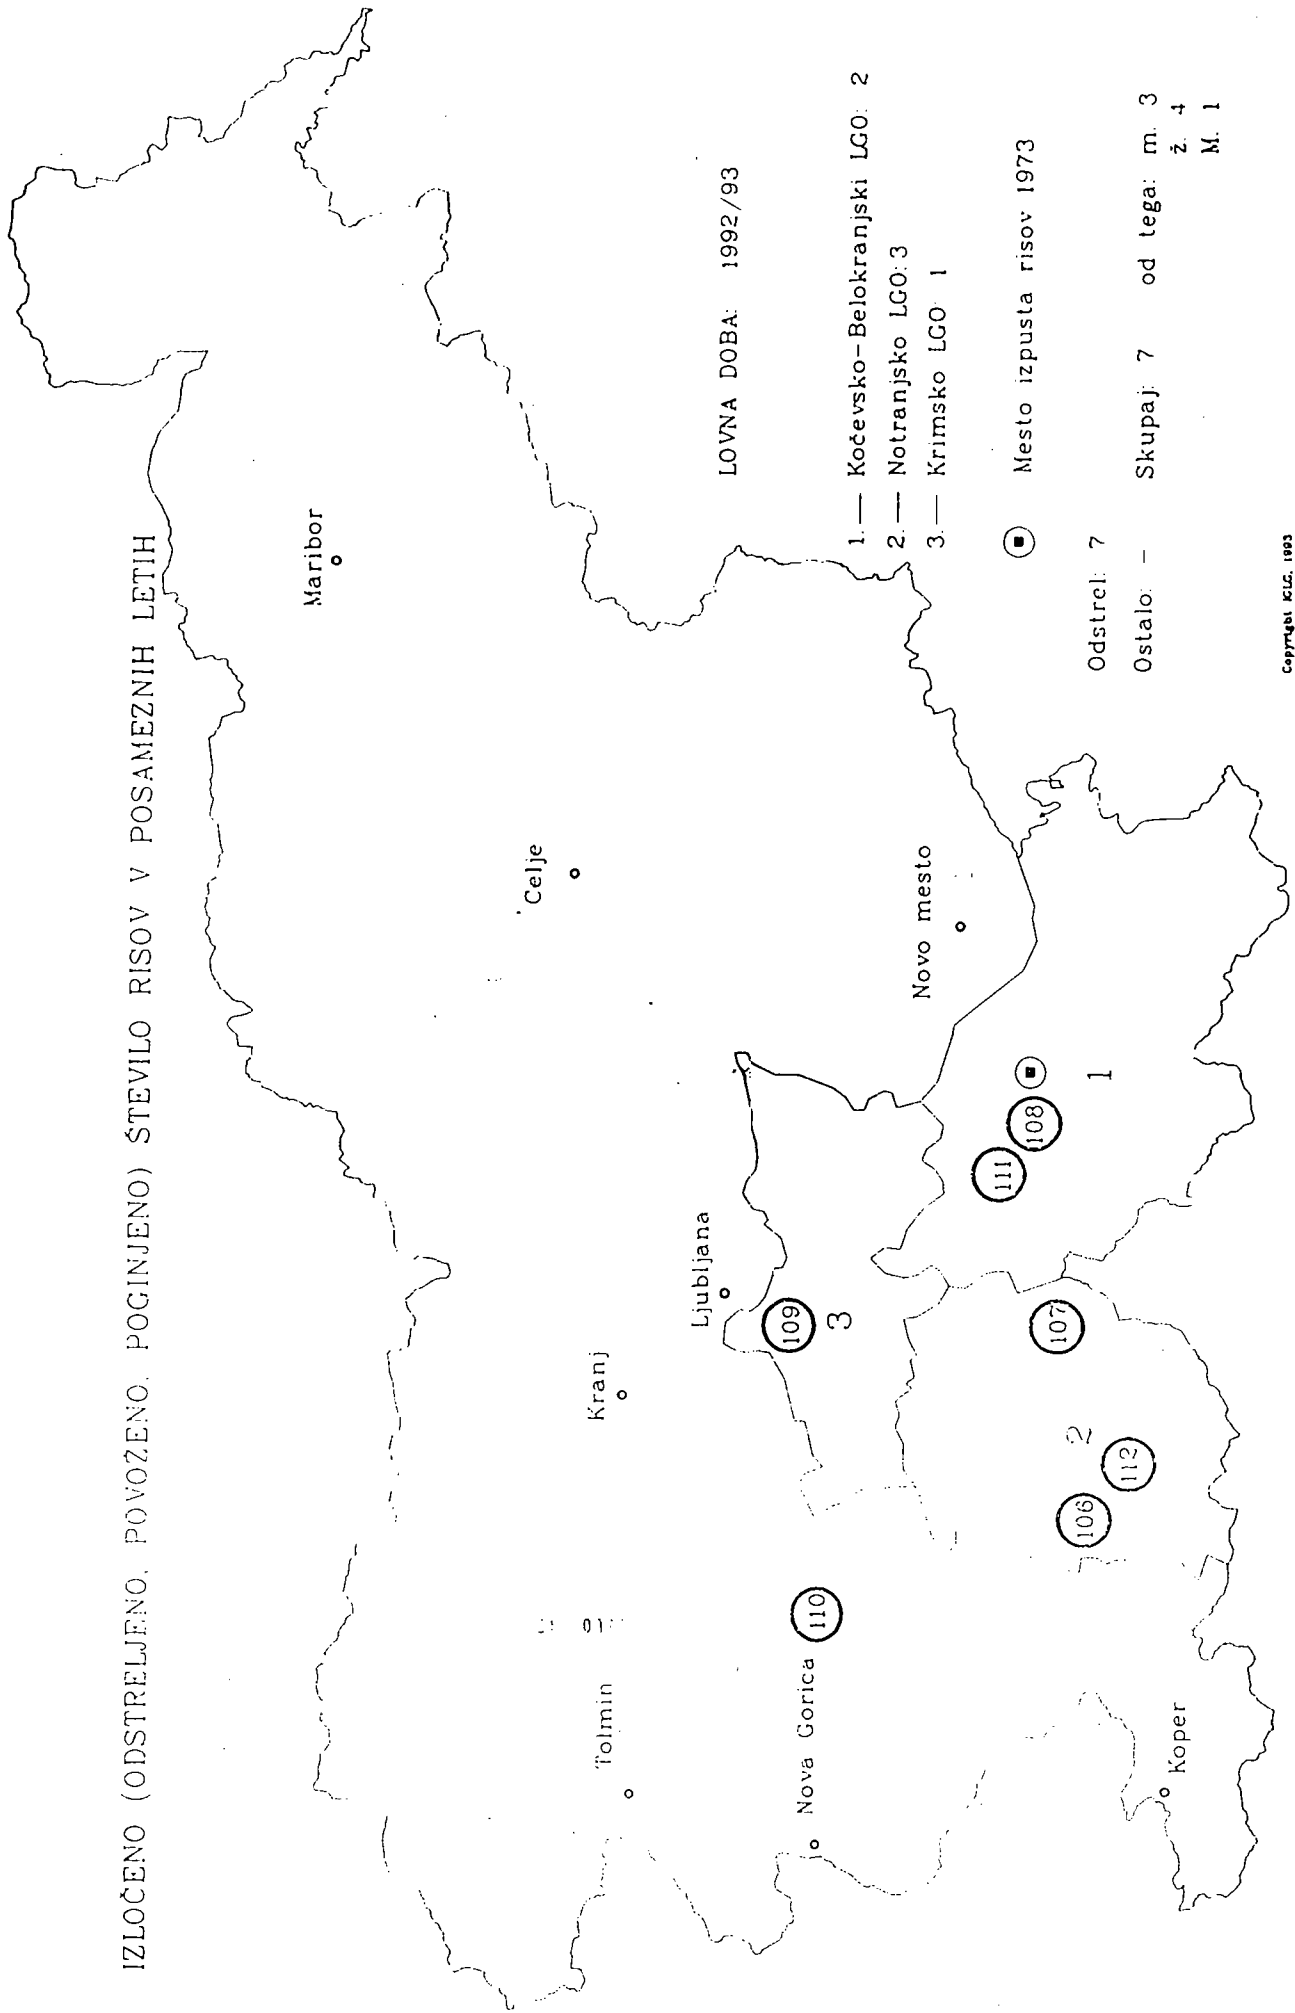 IZLOČENO (ODSTRELJENO, POVOŽENO, POGINJENO) ŠTEVILO RISOV V POSAMEZNIH LETIH
Maribor
Celje
Kranj
Tolmin
Ljubljana
Novo mesto
Nova Gorica
Koper
110
109
3
106
112
2
107
111
108
1
LOVNA DOBA: 1992/93
1.— Kočevsko-Belokranjski LGO: 2
2.— Notranjsko LGO: 3
3.— Krimsko LGO 1
Mesto izpusta risov 1973
Odstrel: 7
Ostalo: - Skupaj: 7 od tega: m. 3
ž. 4
M. 1
Copyright IGLG, 1993